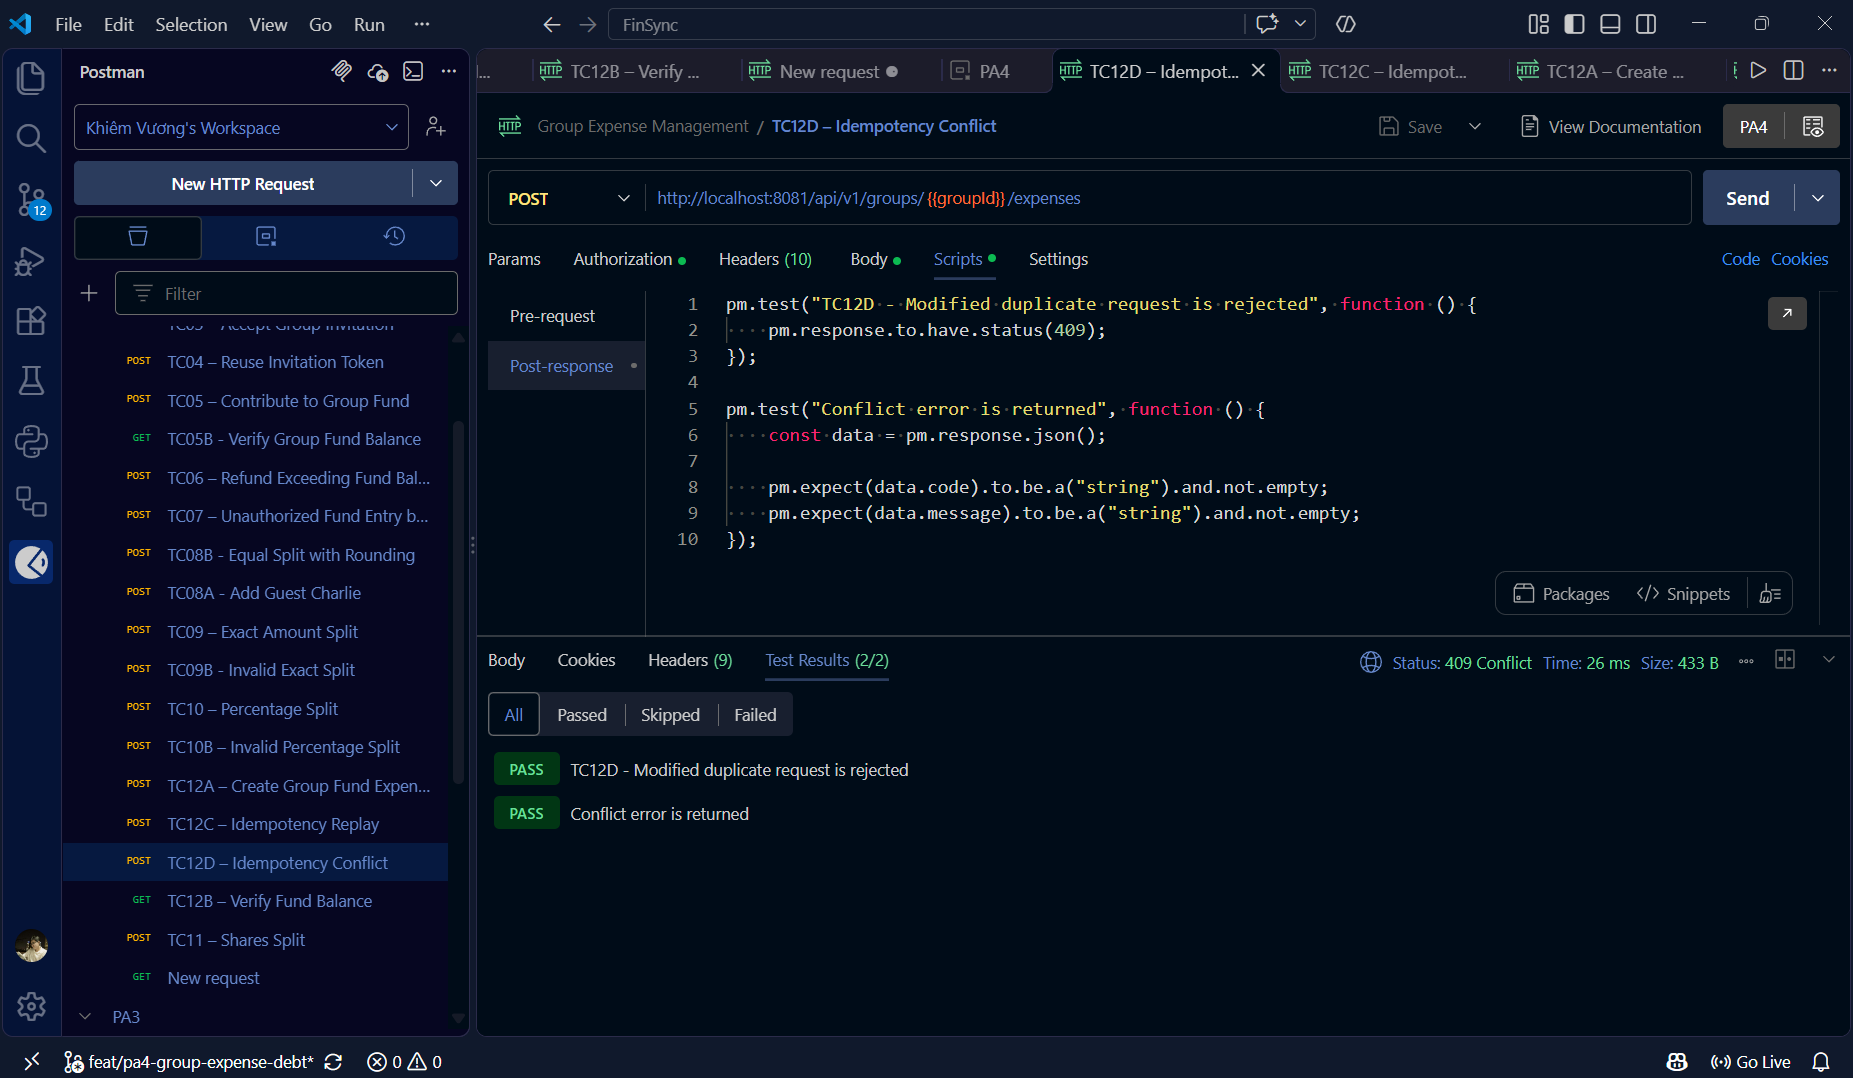 File Edit Selection View Go Run ···
FinSync
Postman
Khiêm Vương's Workspace
New HTTP Request
Filter
TC03 – Accept Group Invitation
POST TC04 – Reuse Invitation Token
POST TC05 – Contribute to Group Fund
GET TC05B - Verify Group Fund Balance
POST TC06 – Refund Exceeding Fund Bal...
POST TC07 – Unauthorized Fund Entry b...
POST TC08B - Equal Split with Rounding
POST TC08A - Add Guest Charlie
POST TC09 – Exact Amount Split
POST TC09B - Invalid Exact Split
POST TC10 – Percentage Split
POST TC10B – Invalid Percentage Split
POST TC12A – Create Group Fund Expen...
POST TC12C – Idempotency Replay
POST TC12D – Idempotency Conflict
GET TC12B – Verify Fund Balance
POST TC11 – Shares Split
GET New request
PA3
12
... HTTP TC12B – Verify ... HTTP New request PA4 HTTP TC12D – Idempot... HTTP TC12C – Idempot... HTTP TC12A – Create ...
HTTP Group Expense Management / TC12D – Idempotency Conflict Save View Documentation PA4
POST http://localhost:8081/api/v1/groups/{{groupId}}/expenses Send
Params Authorization Headers (10) Body Scripts Settings Code Cookies
Pre-request
Post-response
1 pm.test("TC12D - Modified duplicate request is rejected", function () {
2 pm.response.to.have.status(409);
3 });
4
5 pm.test("Conflict error is returned", function () {
6 const data = pm.response.json();
7
8 pm.expect(data.code).to.be.a("string").and.not.empty;
9 pm.expect(data.message).to.be.a("string").and.not.empty;
10 });
Packages </> Snippets
Body Cookies Headers (9) Test Results (2/2) Status: 409 Conflict Time: 26 ms Size: 433 B
All Passed Skipped Failed
PASS TC12D - Modified duplicate request is rejected
PASS Conflict error is returned
feat/pa4-group-expense-debt* 0 0 Go Live